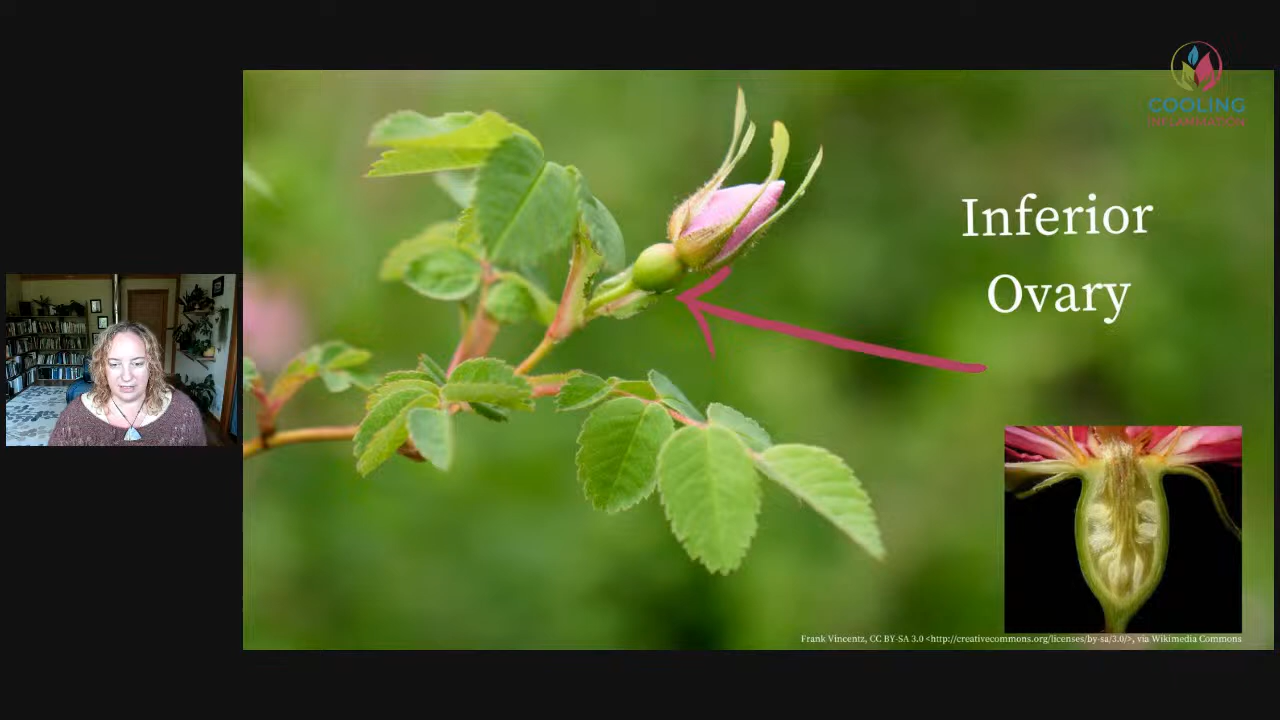 COOLING
INFLAMMATION
Inferior
Ovary
Frank Vincentz, CC BY-SA 3.0 <http://creativecommons.org/licenses/by-sa/3.0/>, via Wikimedia Commons